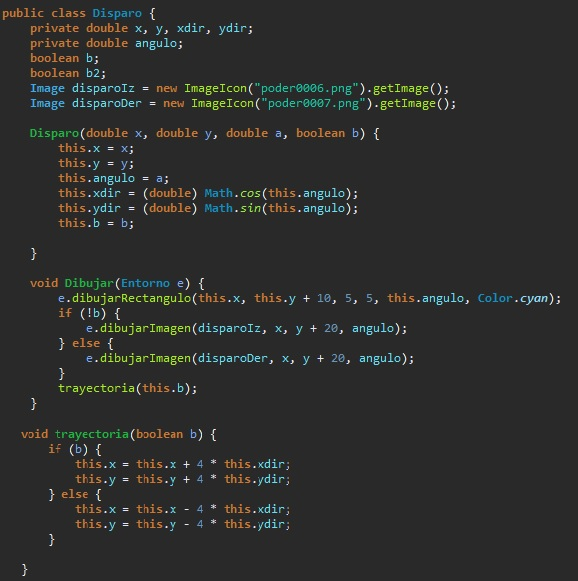 public class Disparo {
    private double x, y, xdir, ydir;
    private double angulo;
    boolean b;
    boolean b2;
    Image disparoIz = new ImageIcon("poder0006.png").getImage();
    Image disparoDer = new ImageIcon("poder0007.png").getImage();

    Disparo(double x, double y, double a, boolean b) {
        this.x = x;
        this.y = y;
        this.angulo = a;
        this.xdir = (double) Math.cos(this.angulo);
        this.ydir = (double) Math.sin(this.angulo);
        this.b = b;

    }

    void Dibujar(Entorno e) {
        e.dibujarRectangulo(this.x, this.y + 10, 5, 5, this.angulo, Color.cyan);
        if (!b) {
            e.dibujarImagen(disparoIz, x, y + 20, angulo);
        } else {
            e.dibujarImagen(disparoDer, x, y + 20, angulo);
        }
        trayectoria(this.b);
    }

    void trayectoria(boolean b) {
        if (b) {
            this.x = this.x + 4 * this.xdir;
            this.y = this.y + 4 * this.ydir;
        } else {
            this.x = this.x - 4 * this.xdir;
            this.y = this.y - 4 * this.ydir;
        }

    }